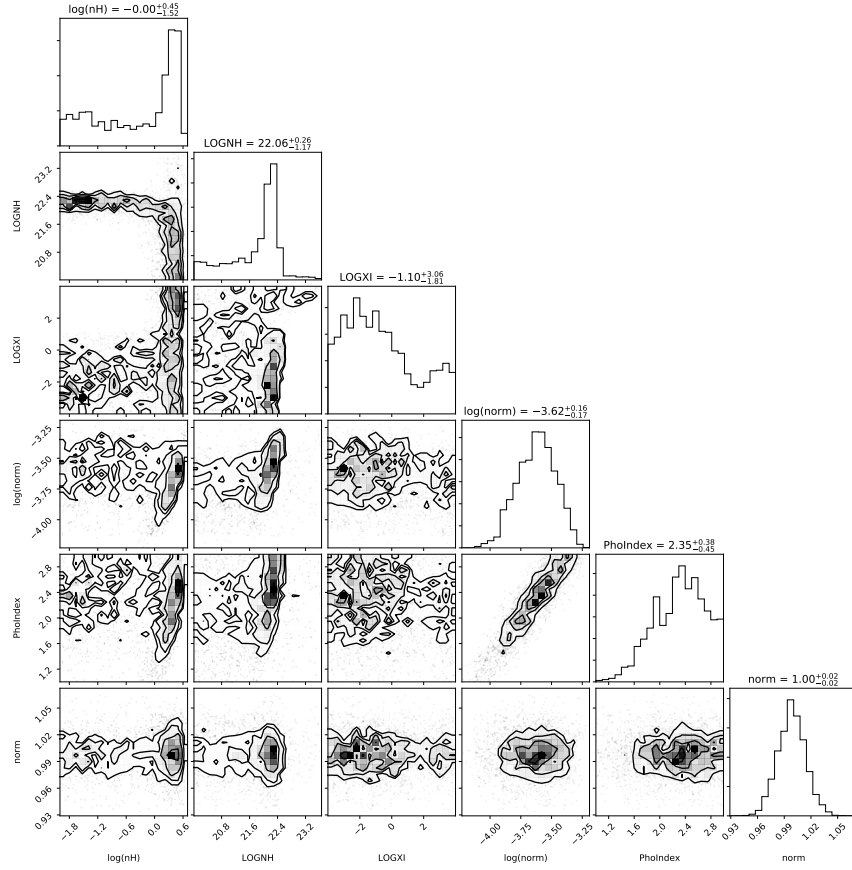 log(nH) = −0.00+0.45−1.52
LOGNH = 22.06+0.26−1.17
23.2
22.4
21.6
20.8
LOGNH
LOGXI = −1.10+3.06−1.81
2
0
−2
LOGXI
log(norm) = −3.62+0.16−0.17
−3.25
−3.50
−3.75
−4.00
log(norm)
PhoIndex = 2.35+0.38−0.45
2.8
2.4
2.0
1.6
1.2
PhoIndex
norm = 1.00+0.02−0.02
1.05
1.02
0.99
0.96
0.93
norm
−1.8 −1.2 0.0 0.6 20.8 21.6 22.4 23.2 −2 0 2 −4.00 −3.75 −3.50 −3.25 1.2 1.6 2.0 2.4 2.8 0.93 0.96 0.99 1.02 1.05
log(nH) LOGNH LOGXI log(norm) PhoIndex norm